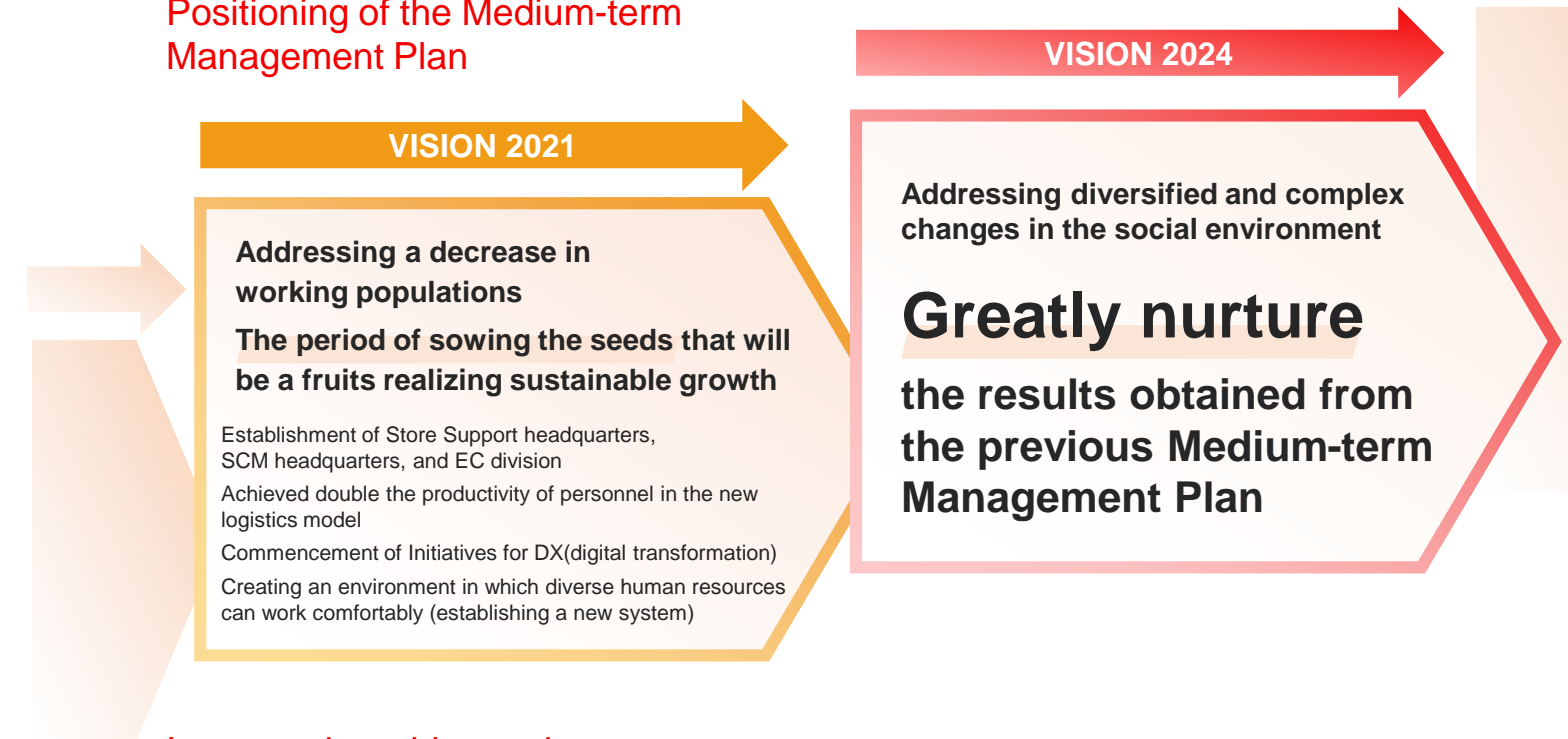 Positioning of the Medium-term
Management Plan
VISION 2021
Addressing a decrease in
working populations
The period of sowing the seeds that will
be a fruits realizing sustainable growth
Establishment of Store Support headquarters,
SCM headquarters, and EC division
Achieved double the productivity of personnel in the new
logistics model
Commencement of Initiatives for DX(digital transformation)
Creating an environment in which diverse human resources
can work comfortably (establishing a new system)
VISION 2024
Addressing diversified and complex
changes in the social environment
Greatly nurture
the results obtained from
the previous Medium-term
Management Plan